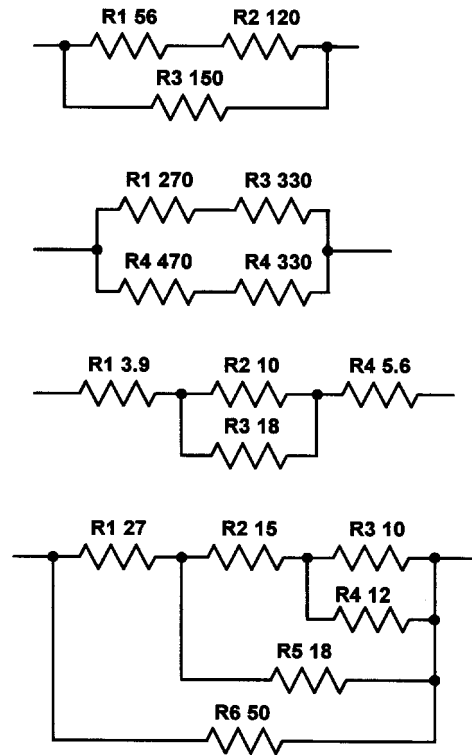 R1 56 R2 120
R3 150
R1 270 R3 330
R4 470 R4 330
R1 3.9 R2 10 R4 5.6
R3 18
R1 27 R2 15 R3 10
R4 12
R5 18
R6 50